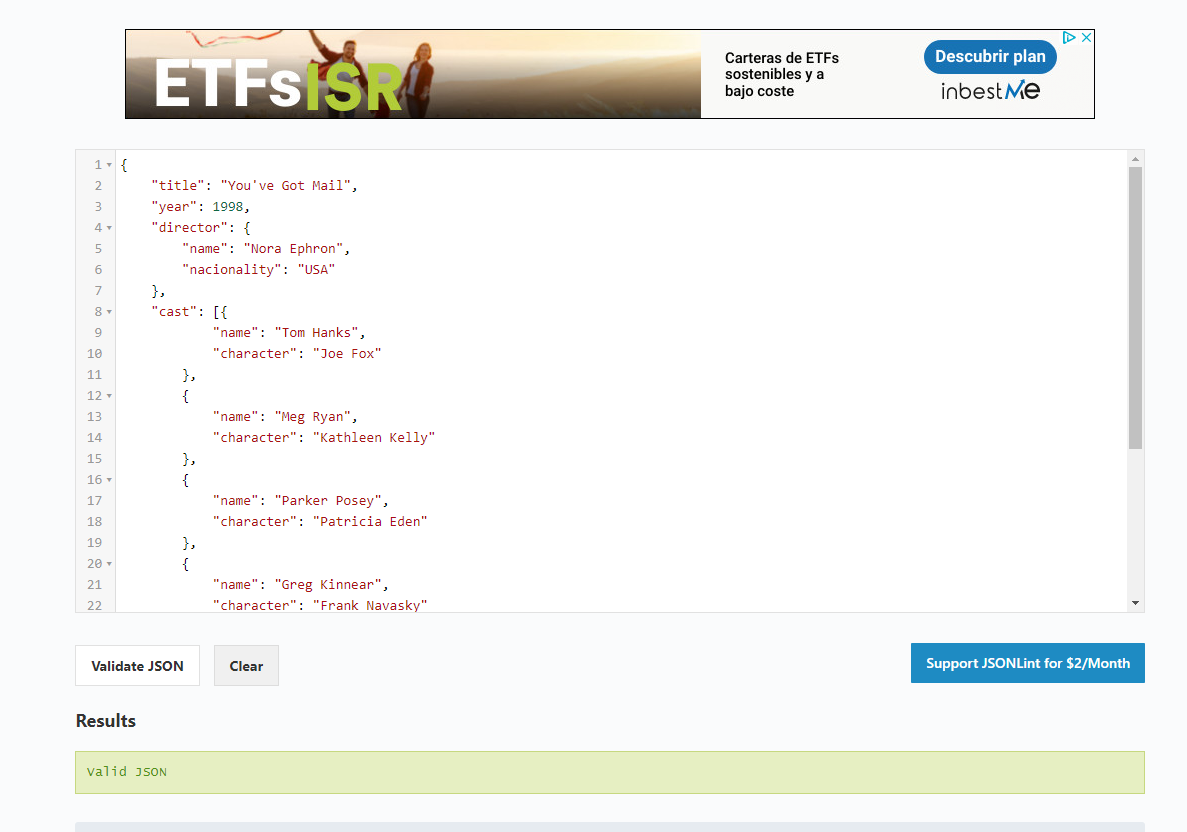 ETFsISR
Carteras de ETFs
sostenibles y a
bajo coste
Descubrir plan
inbestMe
1 {
2     "title": "You've Got Mail",
3     "year": 1998,
4     "director": {
5         "name": "Nora Ephron",
6         "nacionality": "USA"
7     },
8     "cast": [{
9             "name": "Tom Hanks",
10             "character": "Joe Fox"
11         },
12         {
13             "name": "Meg Ryan",
14             "character": "Kathleen Kelly"
15         },
16         {
17             "name": "Parker Posey",
18             "character": "Patricia Eden"
19         },
20         {
21             "name": "Greg Kinnear",
22             "character": "Frank Navasky"
Validate JSON
Clear
Support JSONLint for $2/Month
Results
Valid JSON